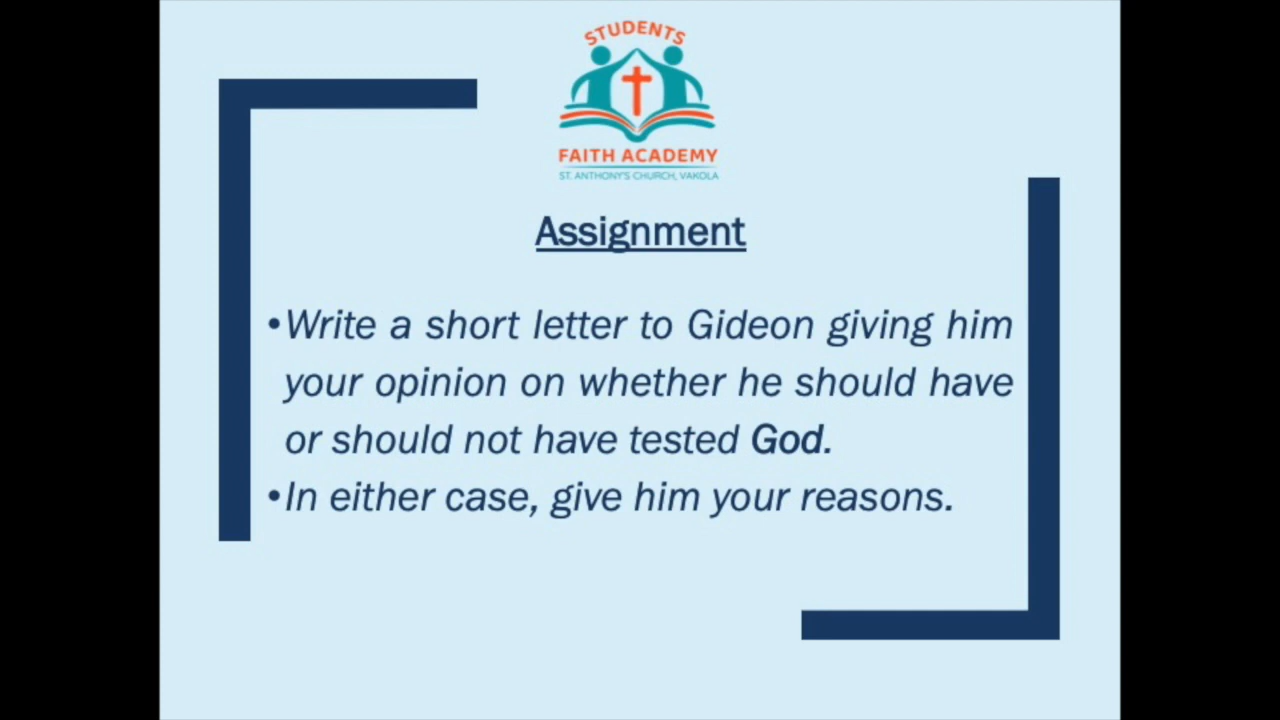 STUDENTS
FAITH ACADEMY
ST. ANTHONY'S CHURCH, VAKOLA
Assignment
•Write a short letter to Gideon giving him
your opinion on whether he should have
or should not have tested God.
•In either case, give him your reasons.